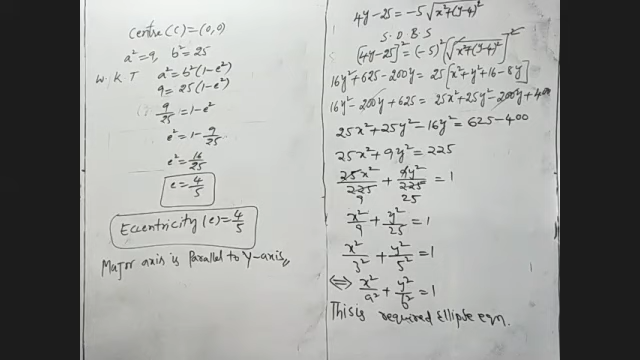 Centre (C) = (0,0)
a² = 9, b² = 25
W.K.T a² = b²(1-e²)
9 = 25(1-e²)
9/25 = 1-e²
e² = 1 - 9/25
e² = 16/25
e = 4/5
Eccentricity (e) = 4/5
Major axis is parallel to Y-axis
4y-25 = -5√x²+(y-4)²
S.O.B.S
[4y-25]² = (-5)²[√x²+(y-4)²]²
16y²+625-200y = 25[x²+y²+16-8y]
16y²-200y+625 = 25x²+25y²-200y+400
25x²+25y²-16y² = 625-400
25x²+9y² = 225
25x²/225 + 9y²/225 = 1
9 25
x²/9 + y²/25 = 1
x²/3² + y²/5² = 1
⟺ x²/a² + y²/b² = 1
This is required Ellipse eqn.